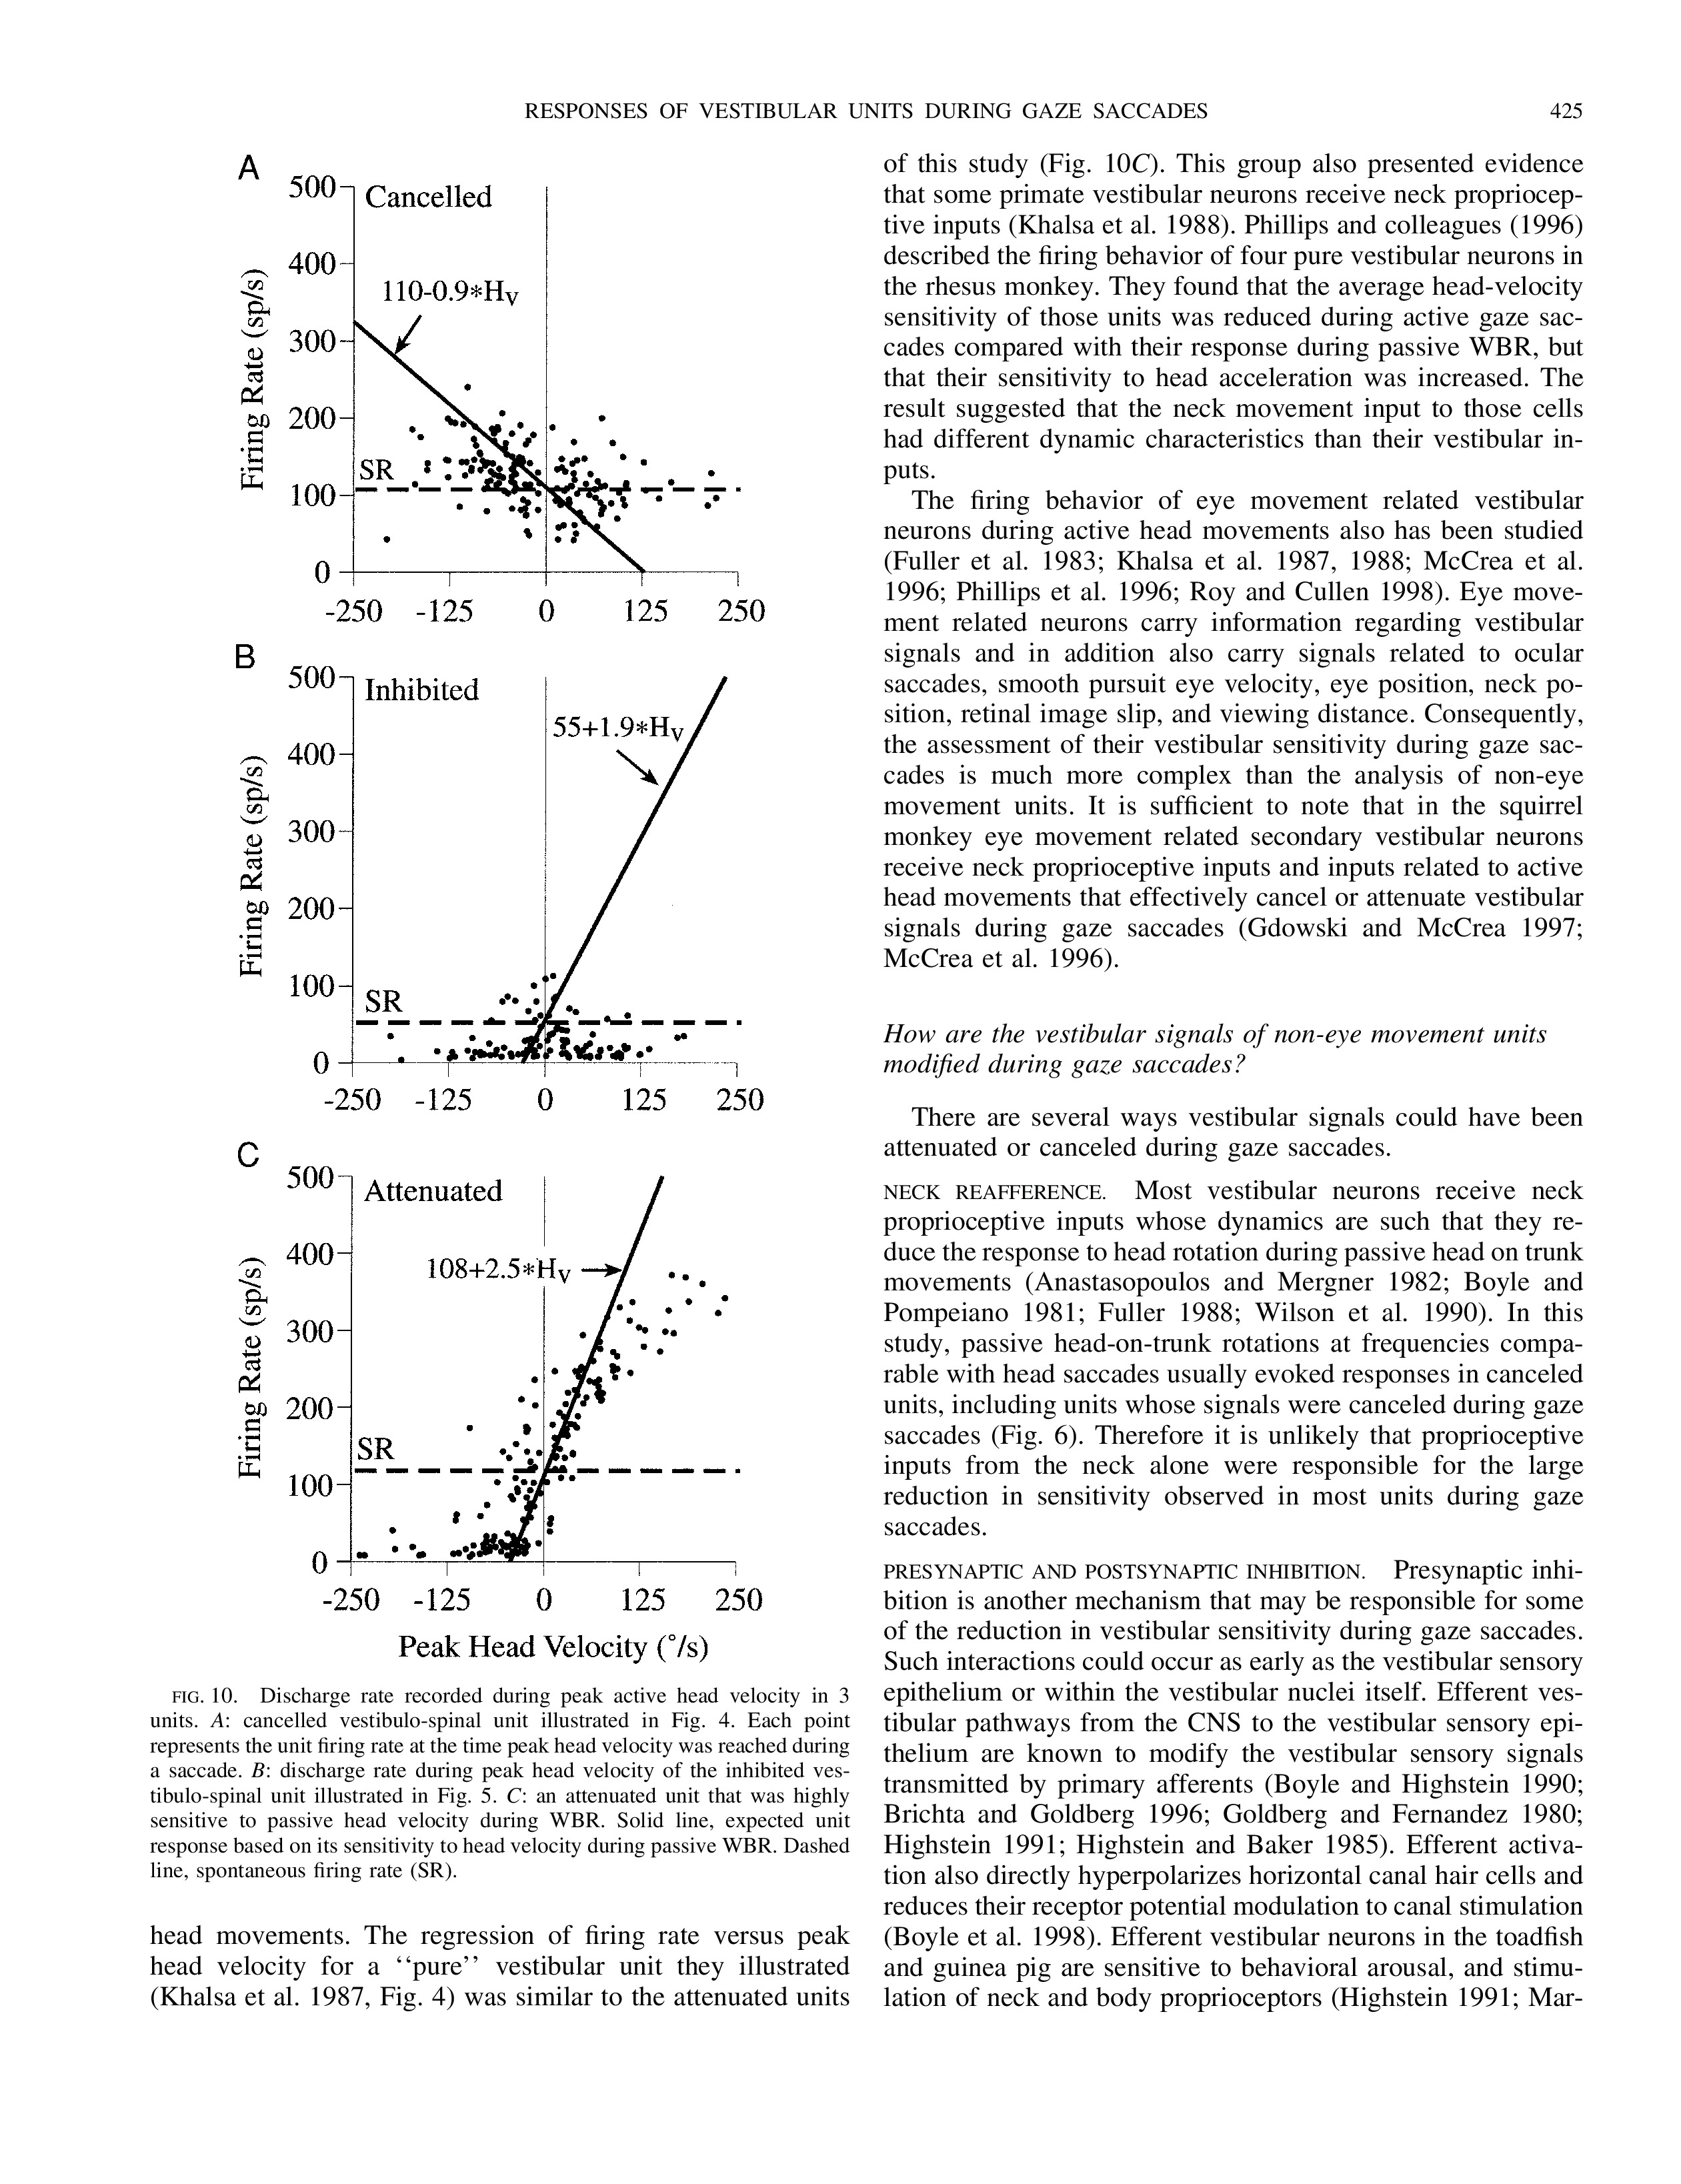 RESPONSES OF VESTIBULAR UNITS DURING GAZE SACCADES
425
A
500
Cancelled
400
110-0.9*Hv
300
200
SR
100
0
-250 -125 0 125 250
Firing Rate (sp/s)
B
500
Inhibited
55+1.9*Hv
400
300
200
100
SR
0
-250 -125 0 125 250
Firing Rate (sp/s)
C
500
Attenuated
400
108+2.5*Hv
300
200
SR
100
0
-250 -125 0 125 250
Firing Rate (sp/s)
Peak Head Velocity (°/s)
FIG. 10. Discharge rate recorded during peak active head velocity in 3
units. A: cancelled vestibulo-spinal unit illustrated in Fig. 4. Each point
represents the unit firing rate at the time peak head velocity was reached during
a saccade. B: discharge rate during peak head velocity of the inhibited ves-
tibulo-spinal unit illustrated in Fig. 5. C: an attenuated unit that was highly
sensitive to passive head velocity during WBR. Solid line, expected unit
response based on its sensitivity to head velocity during passive WBR. Dashed
line, spontaneous firing rate (SR).
head movements. The regression of firing rate versus peak
head velocity for a ‘‘pure’’ vestibular unit they illustrated
(Khalsa et al. 1987, Fig. 4) was similar to the attenuated units
of this study (Fig. 10C). This group also presented evidence
that some primate vestibular neurons receive neck propriocep-
tive inputs (Khalsa et al. 1988). Phillips and colleagues (1996)
described the firing behavior of four pure vestibular neurons in
the rhesus monkey. They found that the average head-velocity
sensitivity of those units was reduced during active gaze sac-
cades compared with their response during passive WBR, but
that their sensitivity to head acceleration was increased. The
result suggested that the neck movement input to those cells
had different dynamic characteristics than their vestibular in-
puts.
The firing behavior of eye movement related vestibular
neurons during active head movements also has been studied
(Fuller et al. 1983; Khalsa et al. 1987, 1988; McCrea et al.
1996; Phillips et al. 1996; Roy and Cullen 1998). Eye move-
ment related neurons carry information regarding vestibular
signals and in addition also carry signals related to ocular
saccades, smooth pursuit eye velocity, eye position, neck po-
sition, retinal image slip, and viewing distance. Consequently,
the assessment of their vestibular sensitivity during gaze sac-
cades is much more complex than the analysis of non-eye
movement units. It is sufficient to note that in the squirrel
monkey eye movement related secondary vestibular neurons
receive neck proprioceptive inputs and inputs related to active
head movements that effectively cancel or attenuate vestibular
signals during gaze saccades (Gdowski and McCrea 1997;
McCrea et al. 1996).
How are the vestibular signals of non-eye movement units
modified during gaze saccades?
There are several ways vestibular signals could have been
attenuated or canceled during gaze saccades.
NECK REAFFERENCE. Most vestibular neurons receive neck
proprioceptive inputs whose dynamics are such that they re-
duce the response to head rotation during passive head on trunk
movements (Anastasopoulos and Mergner 1982; Boyle and
Pompeiano 1981; Fuller 1988; Wilson et al. 1990). In this
study, passive head-on-trunk rotations at frequencies compa-
rable with head saccades usually evoked responses in canceled
units, including units whose signals were canceled during gaze
saccades (Fig. 6). Therefore it is unlikely that proprioceptive
inputs from the neck alone were responsible for the large
reduction in sensitivity observed in most units during gaze
saccades.
PRESYNAPTIC AND POSTSYNAPTIC INHIBITION. Presynaptic inhi-
bition is another mechanism that may be responsible for some
of the reduction in vestibular sensitivity during gaze saccades.
Such interactions could occur as early as the vestibular sensory
epithelium or within the vestibular nuclei itself. Efferent ves-
tibular pathways from the CNS to the vestibular sensory epi-
thelium are known to modify the vestibular sensory signals
transmitted by primary afferents (Boyle and Highstein 1990;
Brichta and Goldberg 1996; Goldberg and Fernandez 1980;
Highstein 1991; Highstein and Baker 1985). Efferent activa-
tion also directly hyperpolarizes horizontal canal hair cells and
reduces their receptor potential modulation to canal stimulation
(Boyle et al. 1998). Efferent vestibular neurons in the toadfish
and guinea pig are sensitive to behavioral arousal, and stimu-
lation of neck and body proprioceptors (Highstein 1991; Mar-